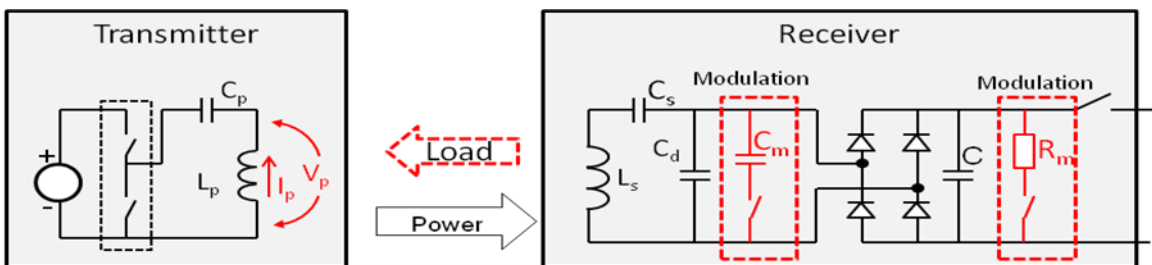 Transmitter
Cp
+
-
Lp
Ip
Vp
Load
Power
Receiver
Modulation
Modulation
Cs
Cd
Cm
Ls
C
Rm